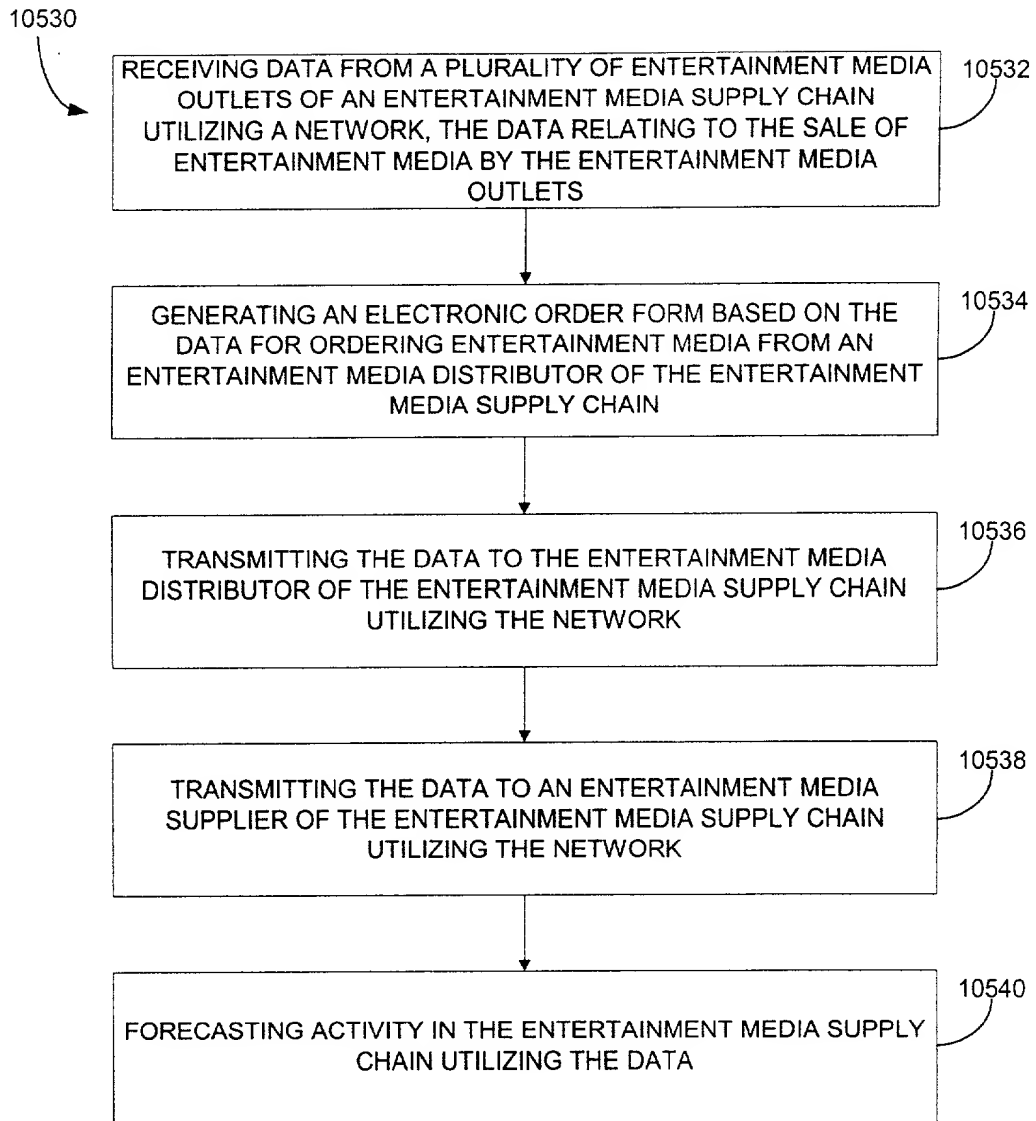 10530
RECEIVING DATA FROM A PLURALITY OF ENTERTAINMENT MEDIA
OUTLETS OF AN ENTERTAINMENT MEDIA SUPPLY CHAIN
UTILIZING A NETWORK, THE DATA RELATING TO THE SALE OF
ENTERTAINMENT MEDIA BY THE ENTERTAINMENT MEDIA
OUTLETS
10532
GENERATING AN ELECTRONIC ORDER FORM BASED ON THE
DATA FOR ORDERING ENTERTAINMENT MEDIA FROM AN
ENTERTAINMENT MEDIA DISTRIBUTOR OF THE ENTERTAINMENT
MEDIA SUPPLY CHAIN
10534
TRANSMITTING THE DATA TO THE ENTERTAINMENT MEDIA
DISTRIBUTOR OF THE ENTERTAINMENT MEDIA SUPPLY CHAIN
UTILIZING THE NETWORK
10536
TRANSMITTING THE DATA TO AN ENTERTAINMENT MEDIA
SUPPLIER OF THE ENTERTAINMENT MEDIA SUPPLY CHAIN
UTILIZING THE NETWORK
10538
FORECASTING ACTIVITY IN THE ENTERTAINMENT MEDIA SUPPLY
CHAIN UTILIZING THE DATA
10540